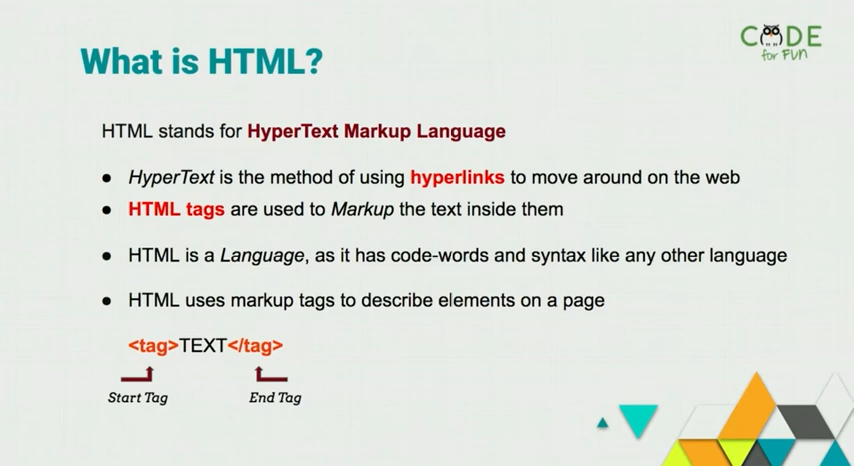 CODE
for FUN
What is HTML?
HTML stands for HyperText Markup Language
● HyperText is the method of using hyperlinks to move around on the web
● HTML tags are used to Markup the text inside them
● HTML is a Language, as it has code-words and syntax like any other language
● HTML uses markup tags to describe elements on a page
<tag>TEXT</tag>
Start Tag End Tag